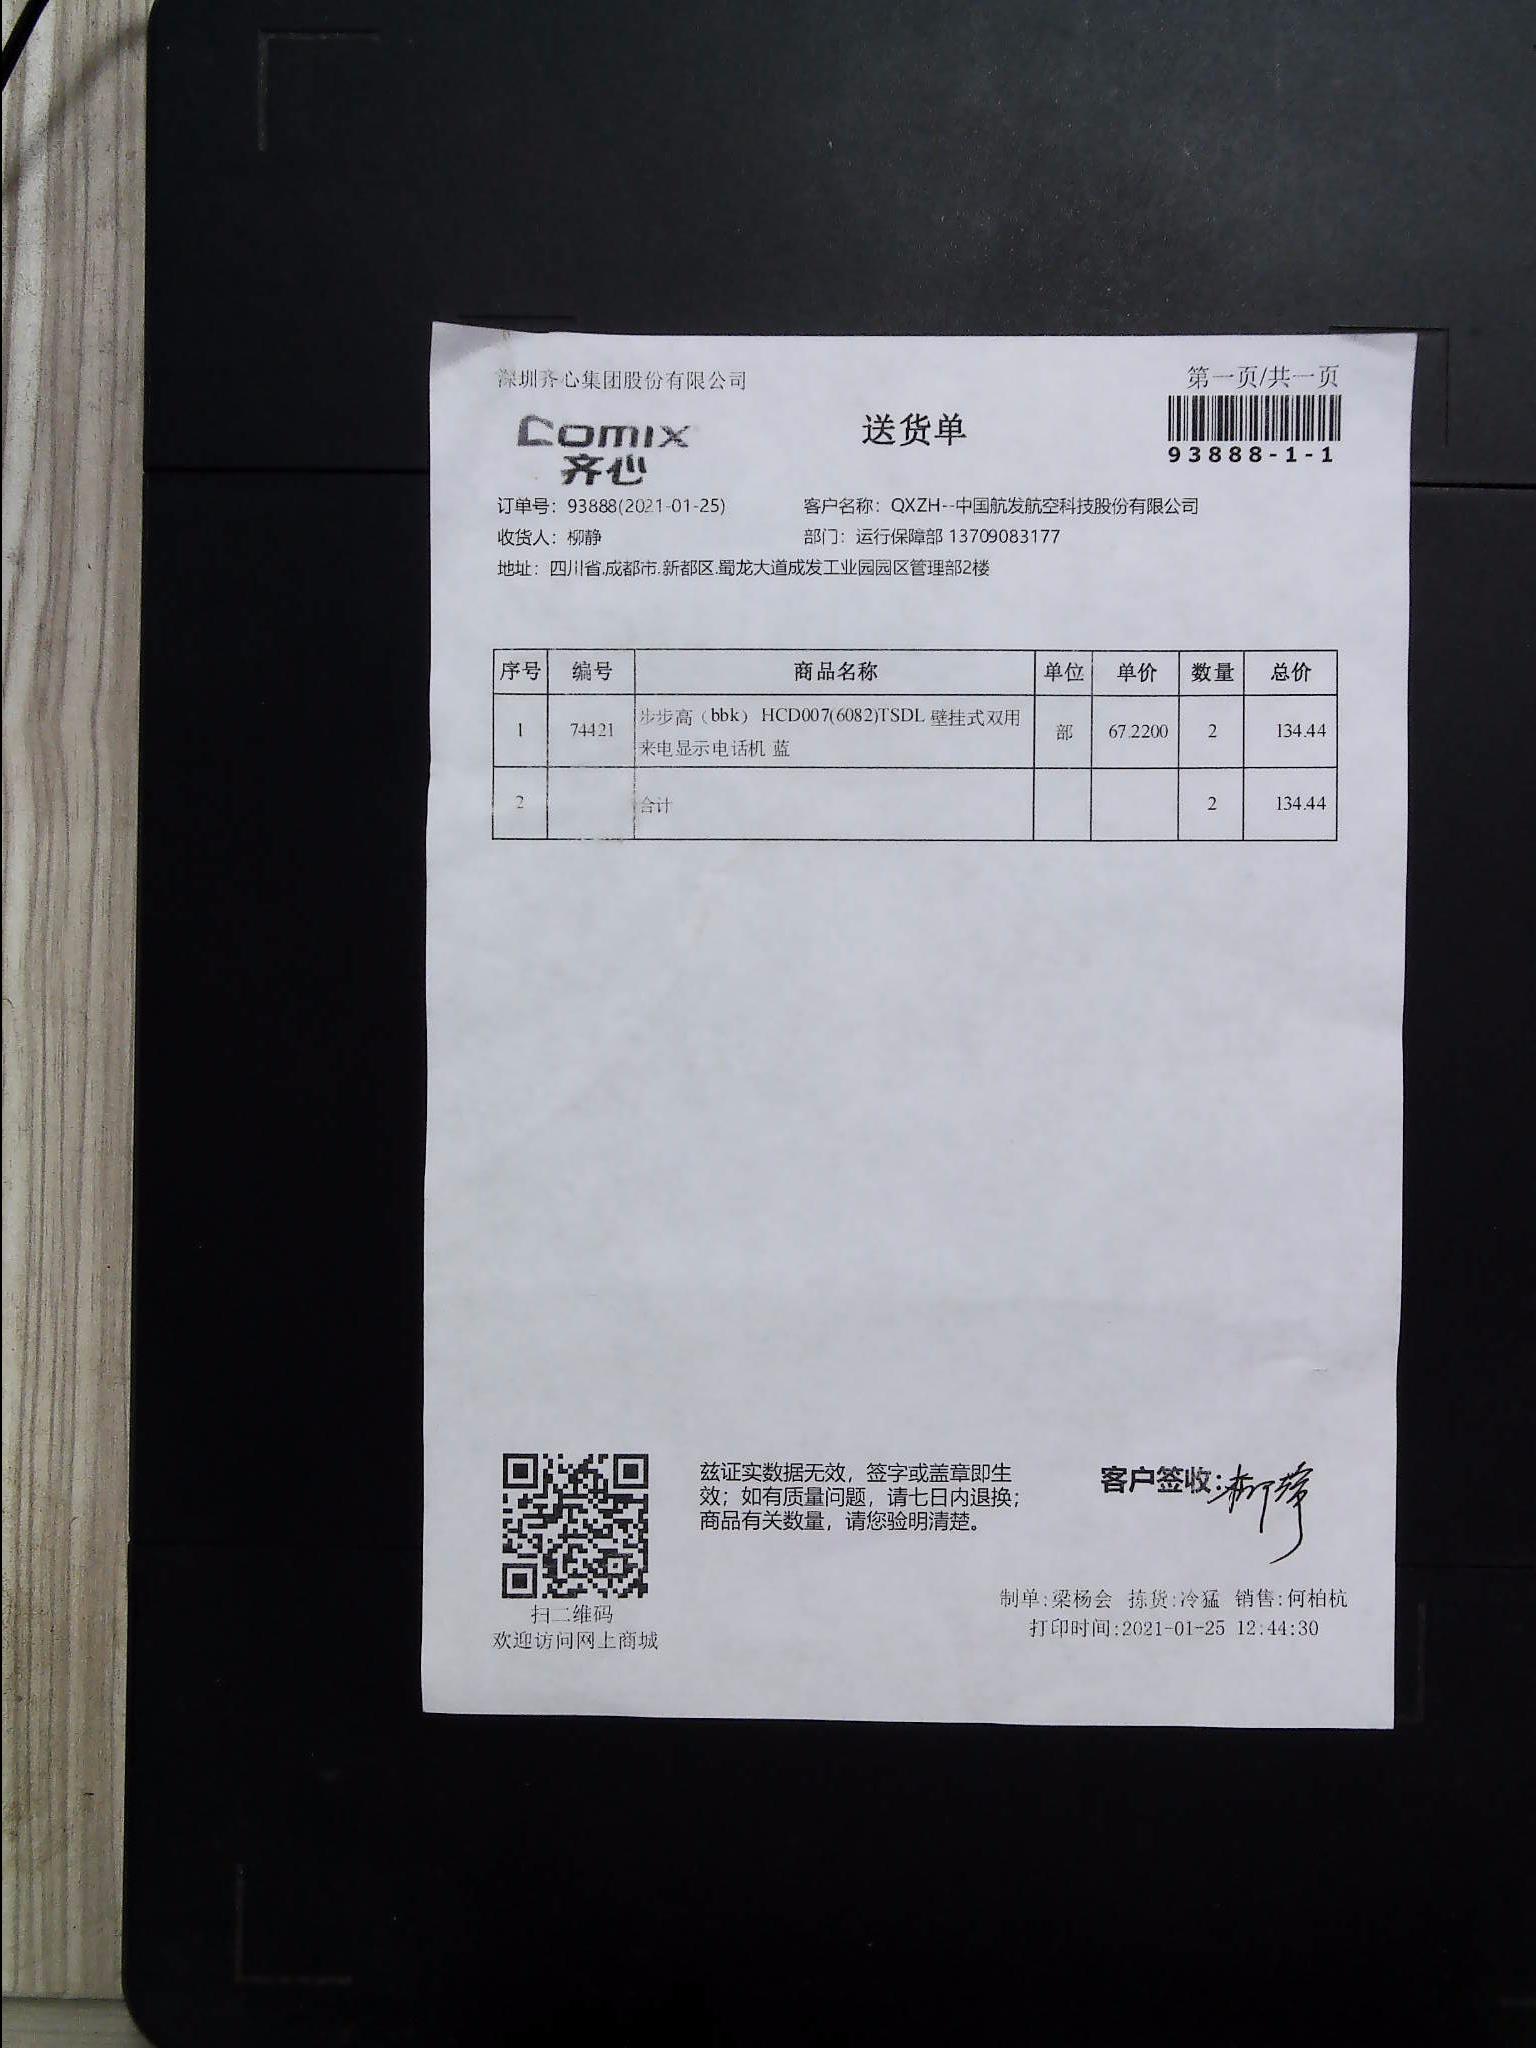 深圳齐心集团股份有限公司
第一页/共一页
comix
齐心
送货单
93888-1-1
订单号：93888(2021-01-25)
客户名称：QXZH--中国航发航空科技股份有限公司
收货人：柳静
部门：运行保障部 13709083177
地址：四川省.成都市.新都区.蜀龙大道成发工业园园区管理部2楼
序号 编号 商品名称 单位 单价 数量 总价
1 74421 步步高（bbk） HCD007(6082)TSDL 壁挂式双用来电显示电话机 蓝 部 67.2200 2 134.44
2 合计 2 134.44
兹证实数据无效，签字或盖章即生
效；如有质量问题，请七日内退换；
商品有关数量，请您验明清楚。
客户签收：柳静
扫二维码
欢迎访问网上商城
制单:梁杨会 拣货:冷猛 销售:何柏杭
打印时间:2021-01-25 12:44:30